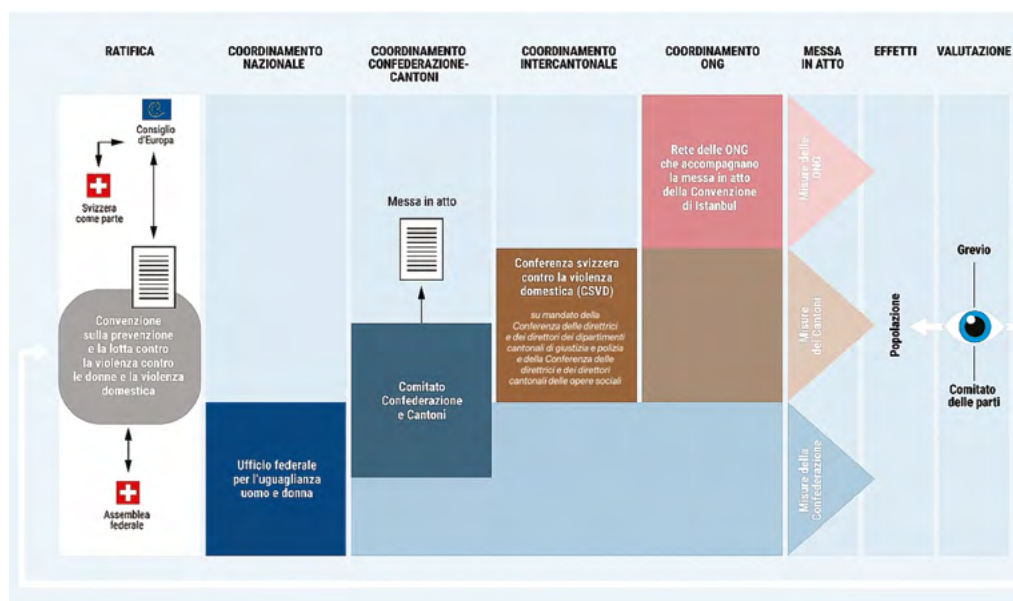 RATIFICA
COORDINAMENTO
NAZIONALE
COORDINAMENTO
CONFEDERAZIONE-
CANTONI
COORDINAMENTO
INTERCANTONALE
COORDINAMENTO
ONG
MESSA
IN ATTO
EFFETTI
VALUTAZIONE
Consiglio
d'Europa
Svizzera
come parte
Convenzione
sulla prevenzione
e la lotta contro
la violenza contro
le donne e la violenza
domestica
Assemblea
federale
Ufficio federale
per l'uguaglianza
uomo e donna
Messa in atto
Comitato
Confederazione
e Cantoni
Conferenza svizzera
contro la violenza
domestica (CSVD)
su mandato della
Conferenza delle direttrici
e dei direttori dei dipartimenti
cantonali di giustizia e polizia
e della Conferenza delle
direttrici e dei direttori
cantonali delle opere sociali
Rete delle ONG
che accompagnano
la messa in atto
della Convenzione
di Istanbul
Misure delle
ONG
Misure
dei Cantoni
Misure della
Confederazione
Popolazione
Grevio
Comitato
delle parti